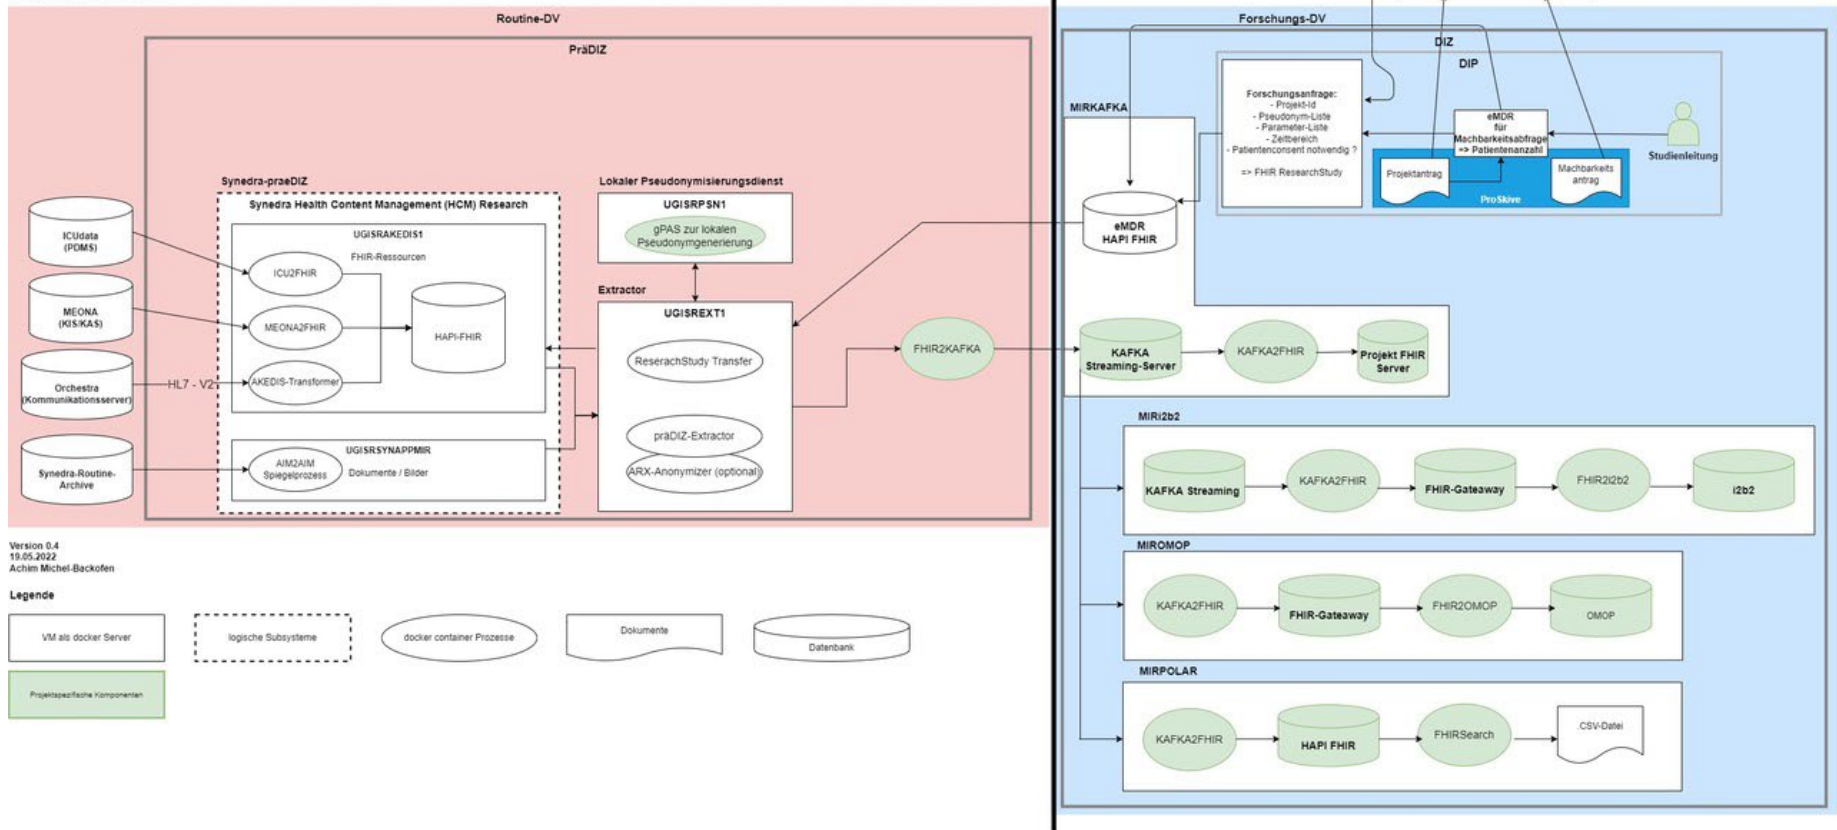 Routine-DV
PräDIZ
Synedra-praeDIZ
Synedra Health Content Management (HCM) Research
UGISRAKEDIS1
FHIR-Ressourcen
ICUdata
(PDMS)
ICU2FHIR
MEONA
(KIS/KAS)
MEONA2FHIR
HAPI-FHIR
Orchestra
(Kommunikationsserver)
HL7 - V2
AKEDIS-Transformer
Synedra-Routine-
Archive
UGISRSYNAPPMIR
AIM2AIM
Spiegelprozess
Dokumente / Bilder
Lokaler Pseudonymisierungsdienst
UGISRPSN1
gPAS zur lokalen
Pseudonymgenerierung
Extractor
UGISREXT1
ReserachStudy Transfer
präDIZ-Extractor
ARX-Anonymizer (optional)
FHIR2KAFKA
Forschungs-DV
DIZ
DIP
Forschungsanfrage:
- Projekt-Id
- Pseudonym-Liste
- Parameter-Liste
- Zeitbereich
- Patientenconsent notwendig ?
=> FHIR ResearchStudy
eMDR
für
Machbarkeitsabfrage
=> Patientenanzahl
Studienleitung
Projektantrag
Machbarkeits
antrag
ProSkive
MIRKAFKA
eMDR
HAPI FHIR
KAFKA
Streaming-Server
KAFKA2FHIR
Projekt FHIR
Server
MIRi2b2
KAFKA Streaming
KAFKA2FHIR
FHIR-Gateaway
FHIR2i2b2
i2b2
MIROMOP
KAFKA2FHIR
FHIR-Gateaway
FHIR2OMOP
OMOP
MIRPOLAR
KAFKA2FHIR
HAPI FHIR
FHIRSearch
.CSV-Datei
Version 0.4
19.05.2022
Achim Michel-Backofen
Legende
VM als docker Server
logische Subsysteme
docker container Prozesse
Dokumente
Datenbank
Projektspezifische Komponenten